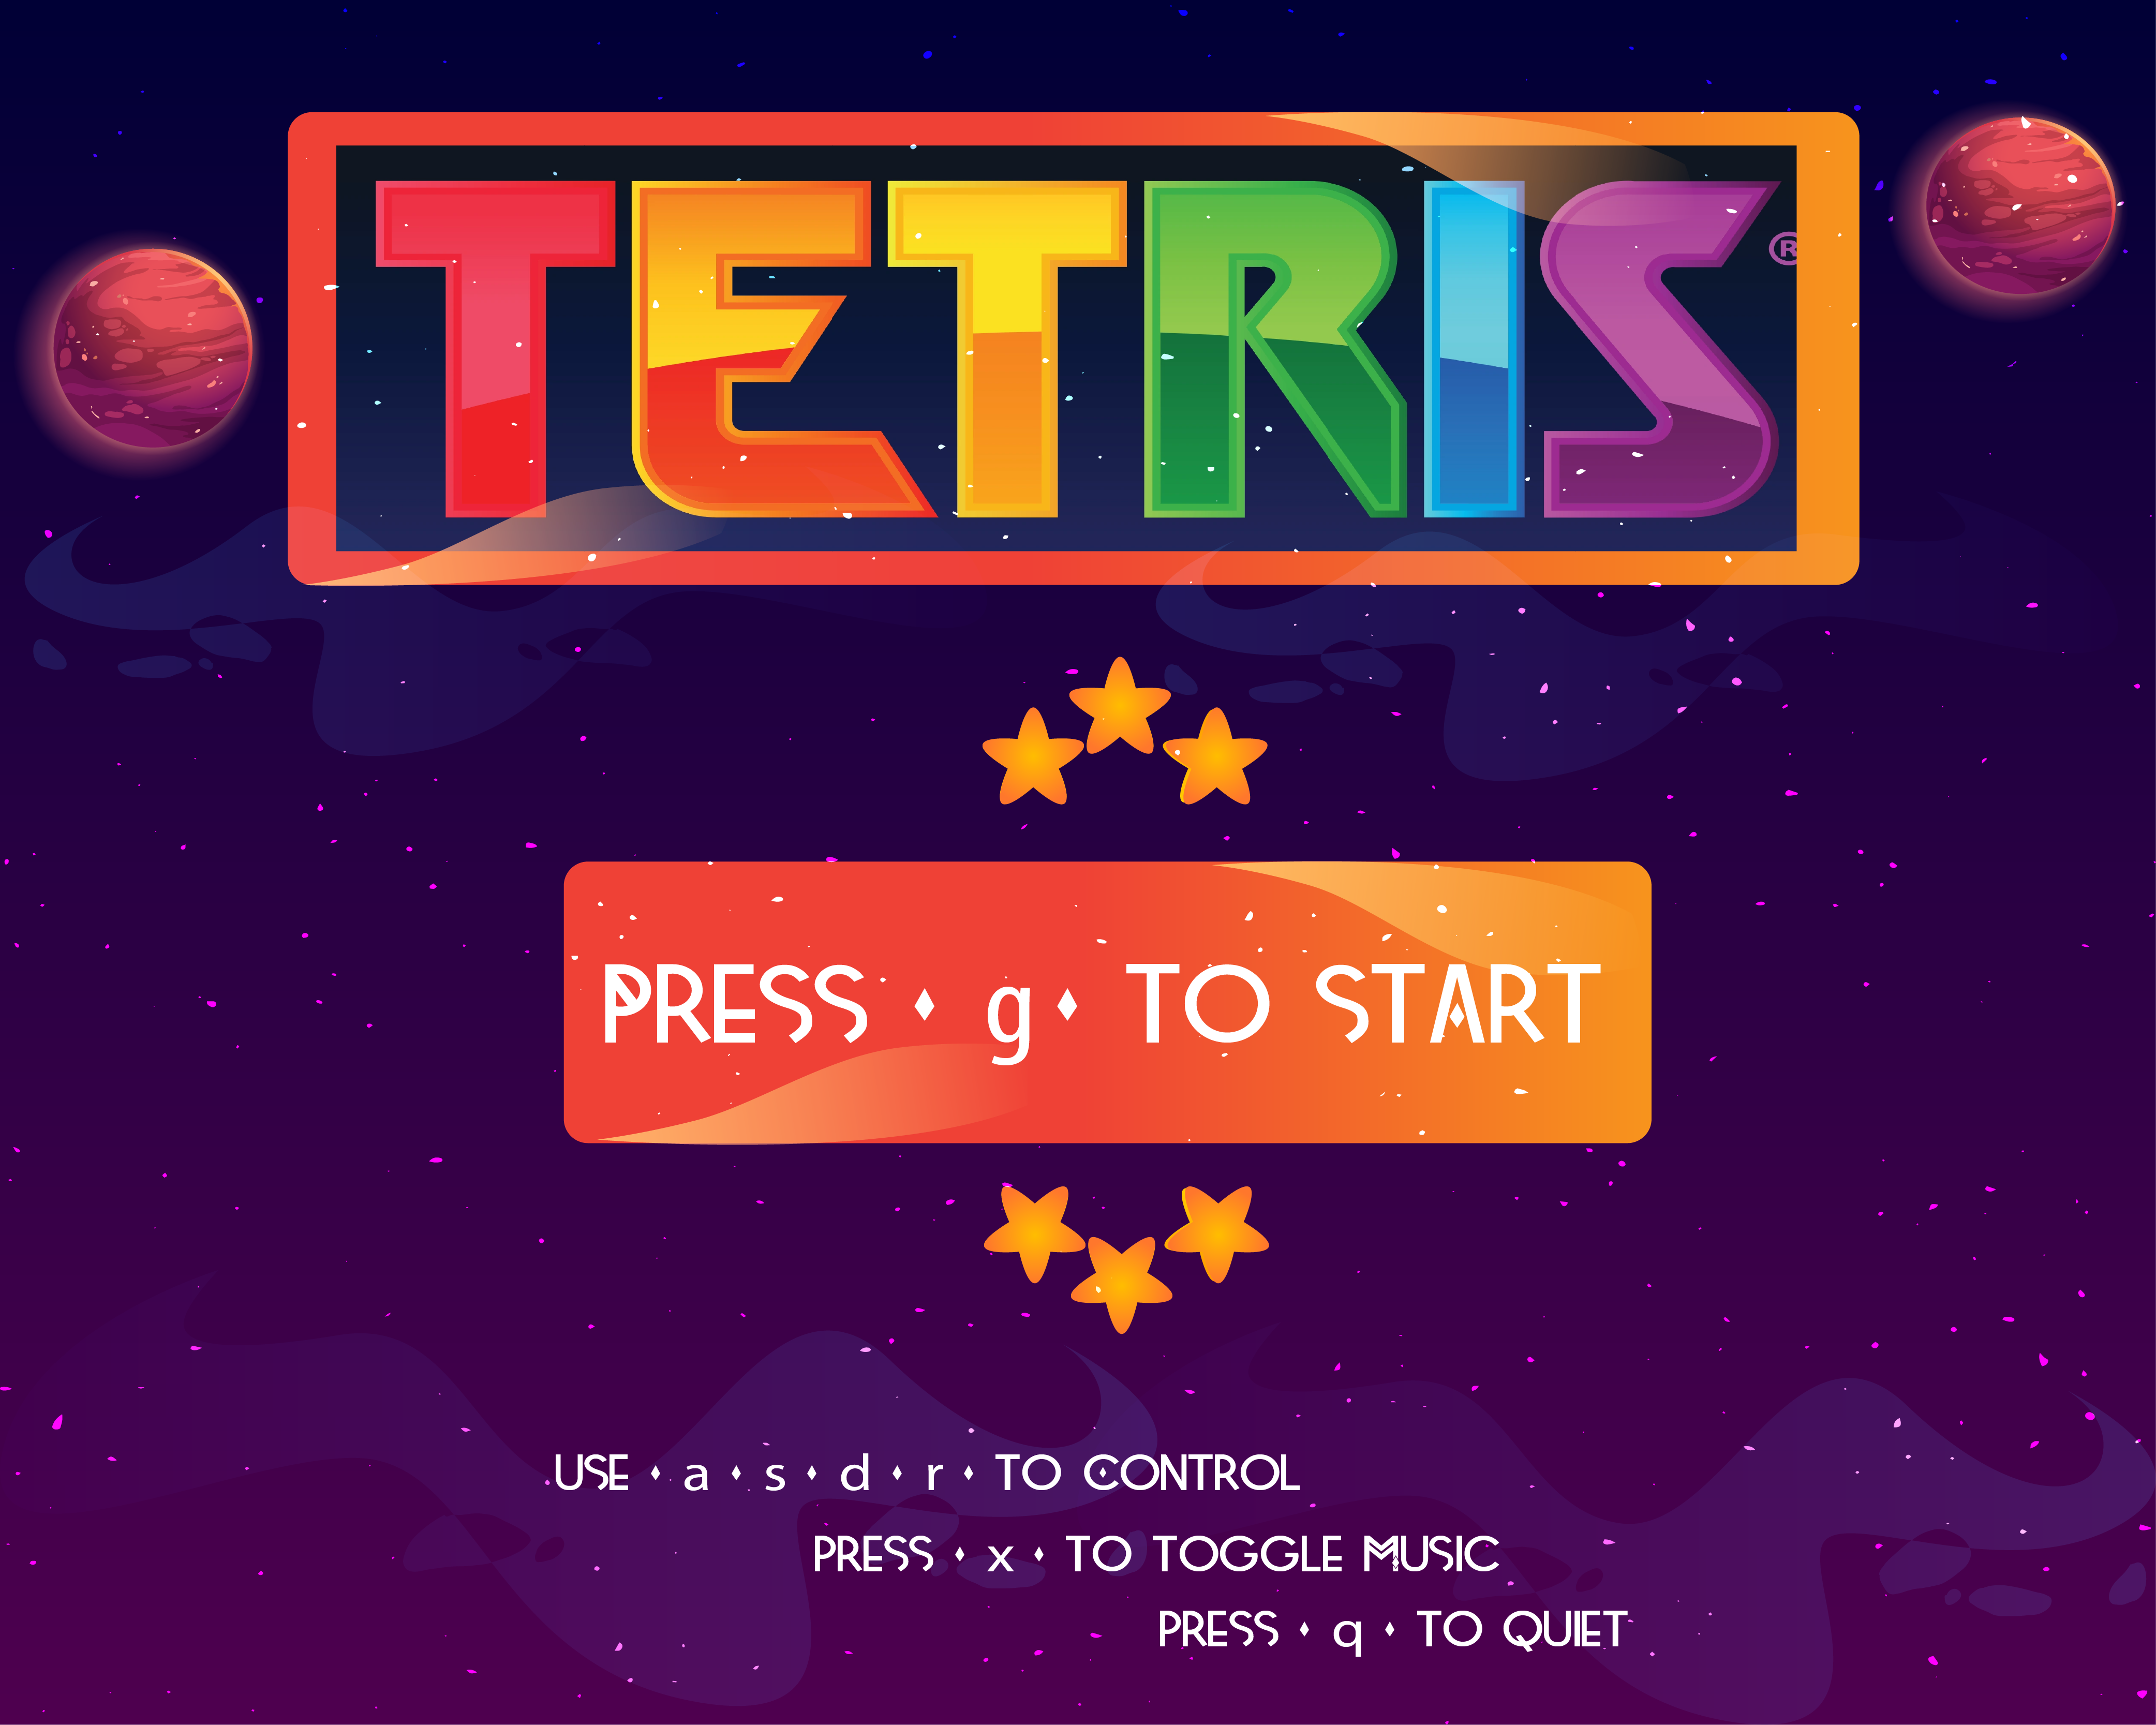 TETRIS®
PRESS ⬧ g ⬧ TO START
USE ⬧ a ⬧ s ⬧ d ⬧ r ⬧ TO CONTROL
PRESS ⬧ x ⬧ TO TOGGLE MUSIC
PRESS ⬧ q ⬧ TO QUIET